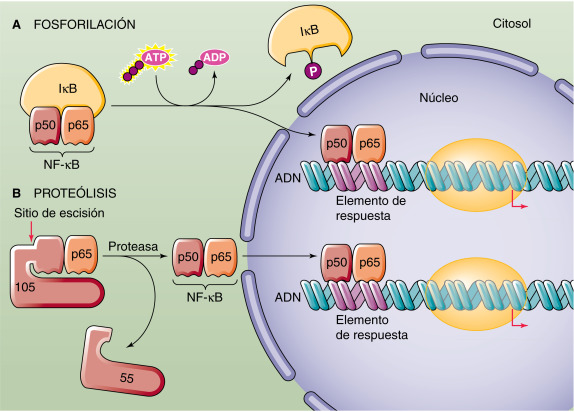 A FOSFORILACIÓN
Citosol
ATP
ADP
IκB
P
IκB
p50 p65
NF-κB
Núcleo
p50 p65
ADN
Elemento de
respuesta
B PROTEÓLISIS
Sitio de escisión
p65
105
Proteasa
p50 p65
NF-κB
55
p50 p65
ADN
Elemento
de respuesta